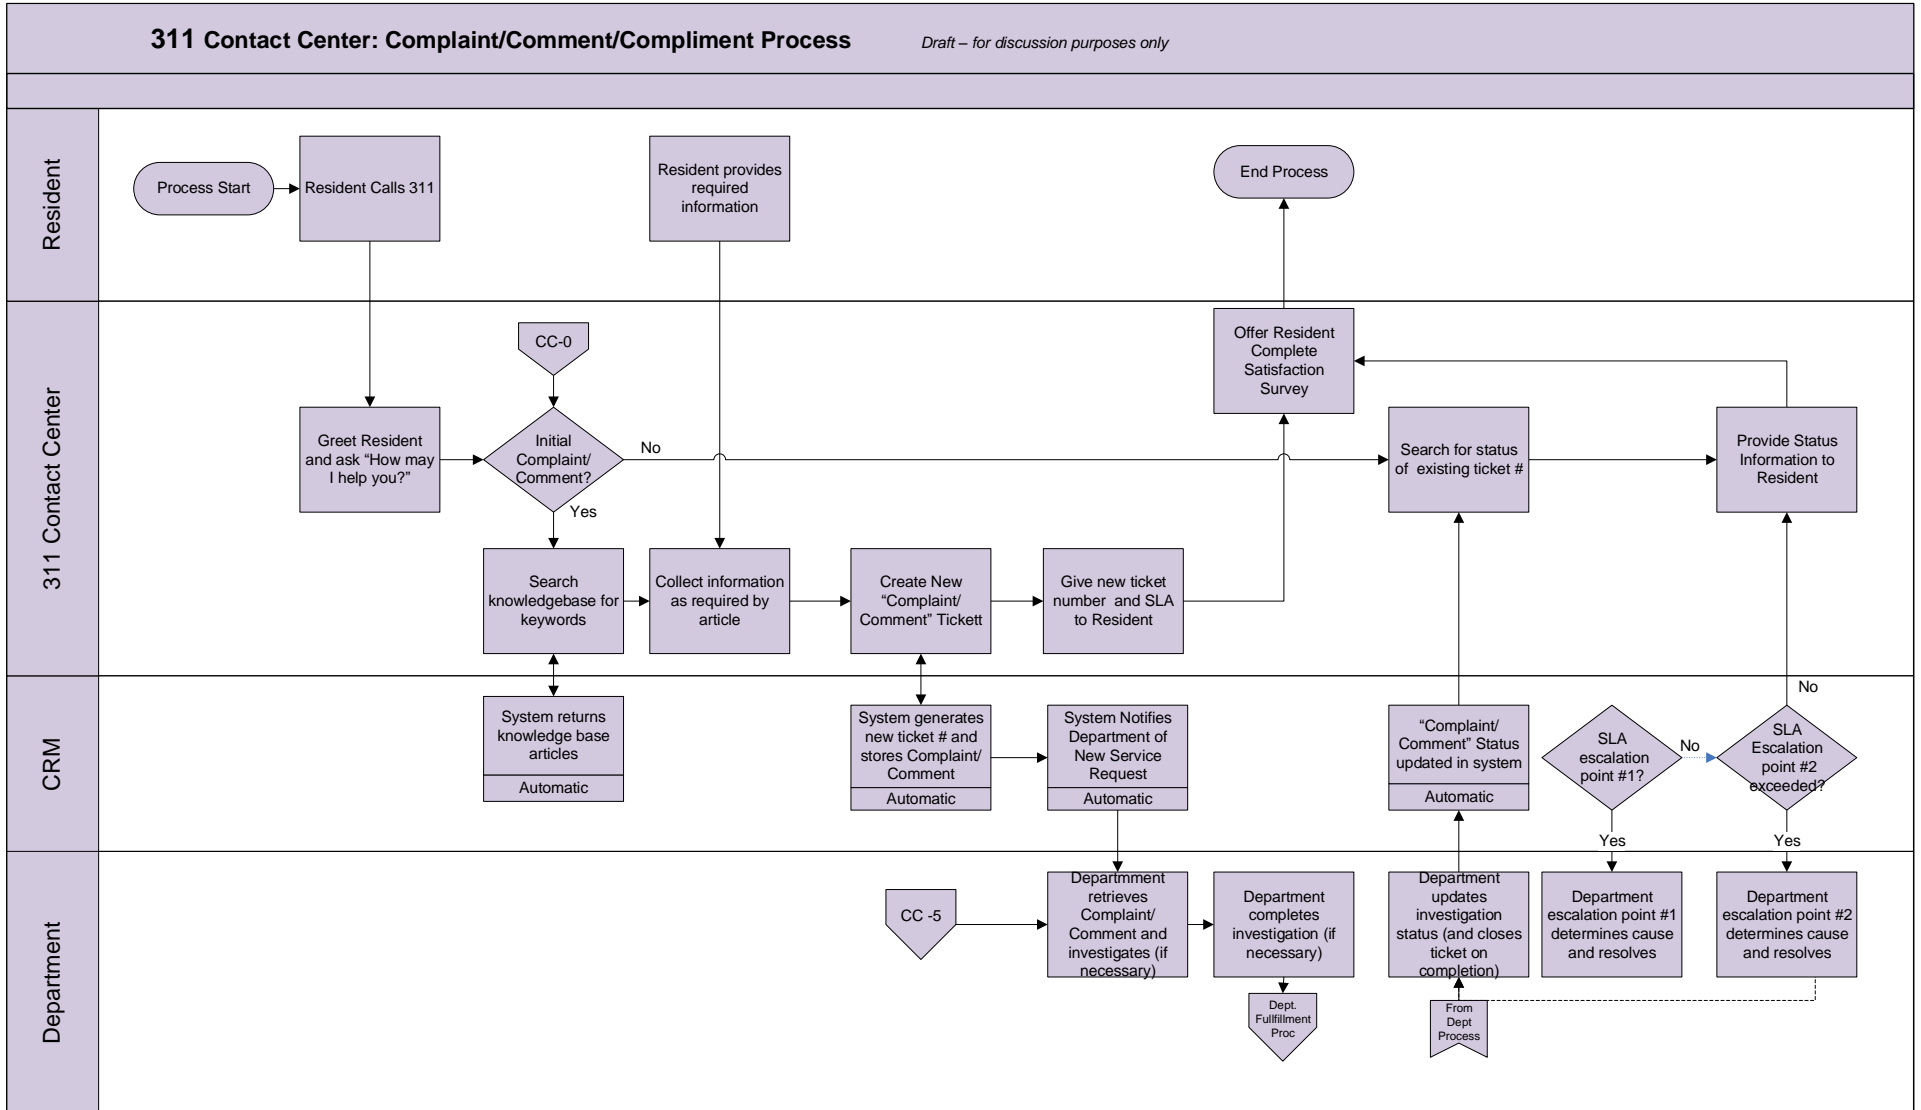 311 Contact Center: Complaint/Comment/Compliment Process
Draft – for discussion purposes only
Resident
Process Start
Resident Calls 311
Resident provides
required
information
End Process
311 Contact Center
CC-0
Greet Resident
and ask “How may
I help you?”
Initial
Complaint/
Comment?
No
Yes
Offer Resident
Complete
Satisfaction
Survey
Search for status
of existing ticket #
Provide Status
Information to
Resident
Search
knowledgebase for
keywords
Collect information
as required by
article
Create New
“Complaint/
Comment” Tickett
Give new ticket
number and SLA
to Resident
CRM
System returns
knowledge base
articles
Automatic
System generates
new ticket # and
stores Complaint/
Comment
Automatic
System Notifies
Department of
New Service
Request
Automatic
“Complaint/
Comment” Status
updated in system
Automatic
SLA
escalation
point #1?
No
Yes
SLA
Escalation
point #2
exceeded?
No
Yes
Department
CC -5
Departmment
retrieves
Complaint/
Comment and
investigates (if
necessary)
Department
completes
investigation (if
necessary)
Dept.
Fullfillment
Proc
Department
updates
investigation
status (and closes
ticket on
completion)
From
Dept
Process
Department
escalation point #1
determines cause
and resolves
Department
escalation point #2
determines cause
and resolves